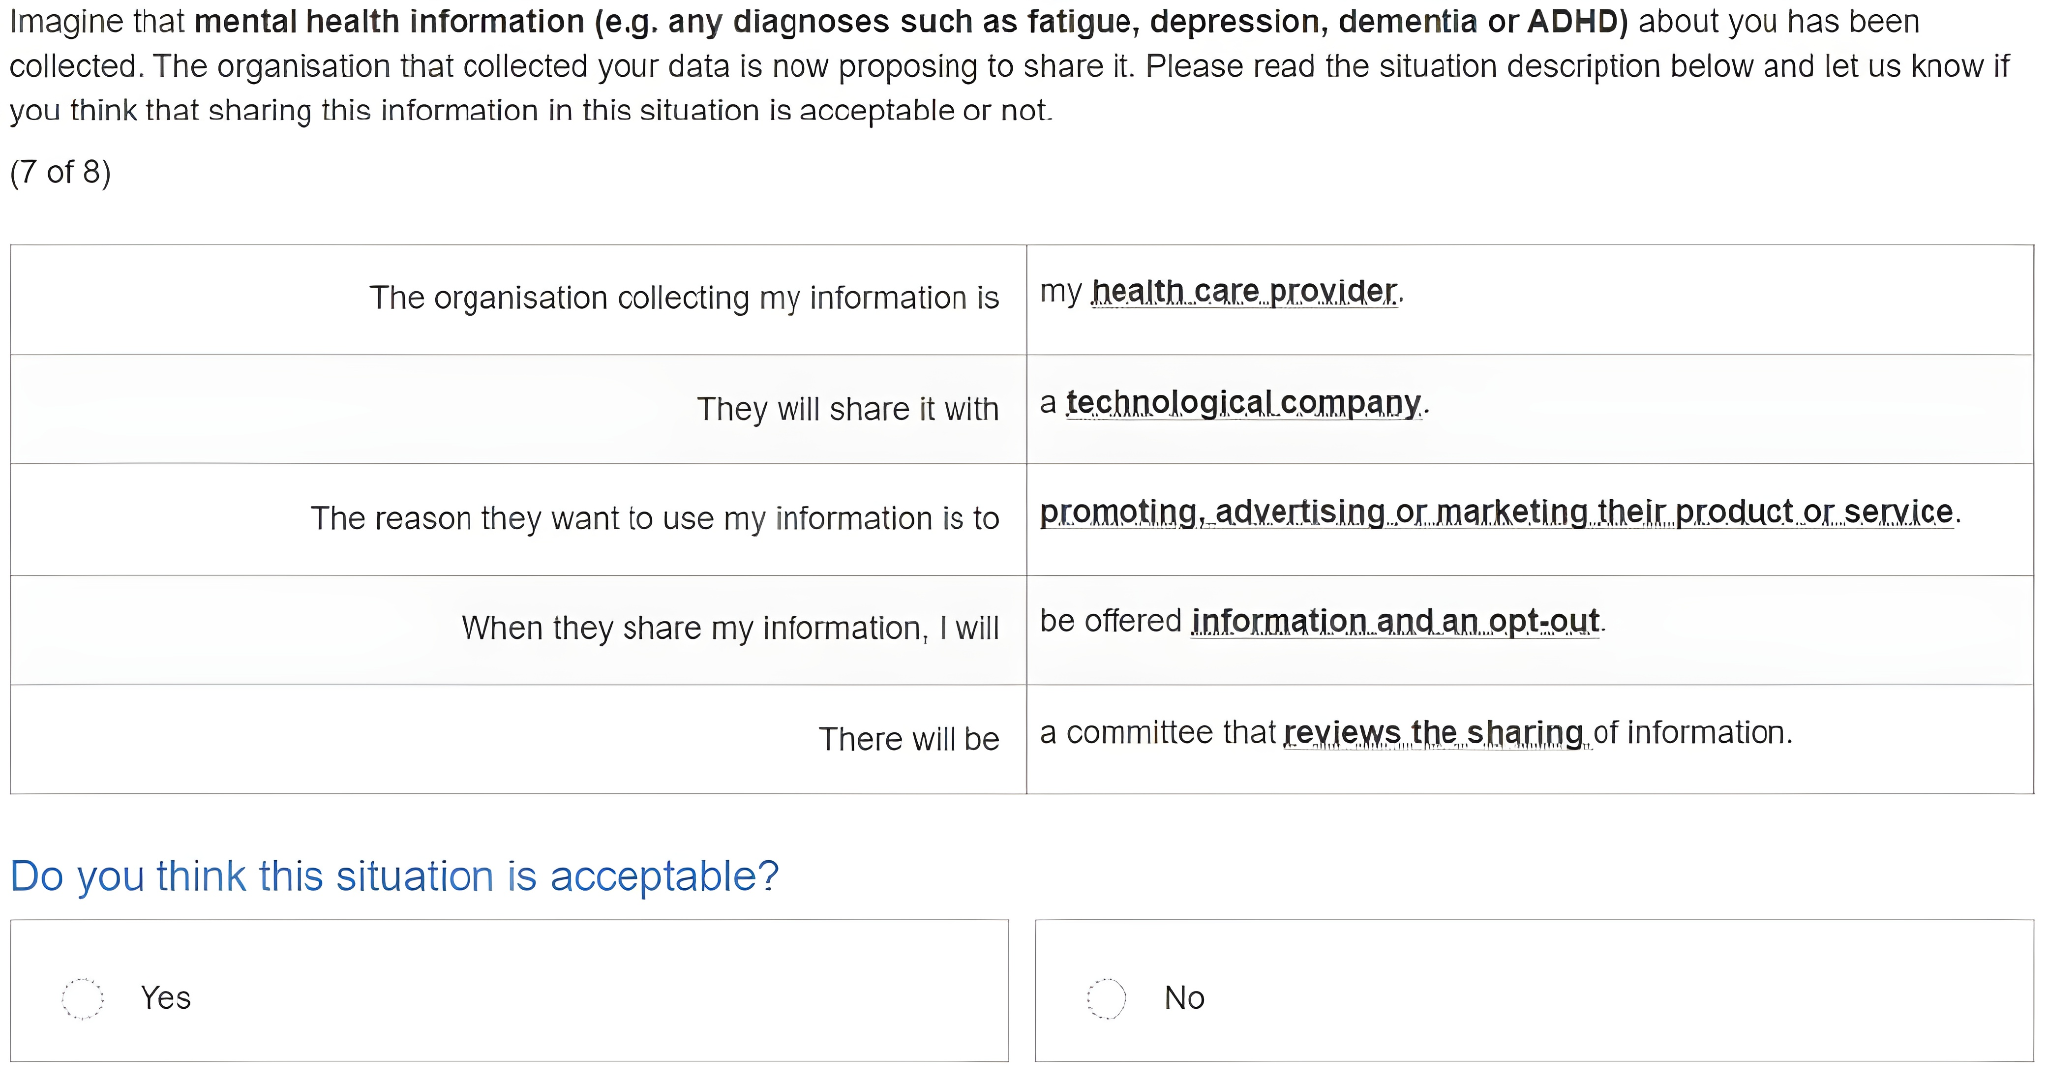 Imagine that mental health information (e.g. any diagnoses such as fatigue, depression, dementia or ADHD) about you has been
collected. The organisation that collected your data is now proposing to share it. Please read the situation description below and let us know if
you think that sharing this information in this situation is acceptable or not.
(7 of 8)
The organisation collecting my information is my health care provider.
They will share it with a technological company.
The reason they want to use my information is to promoting, advertising or marketing their product or service.
When they share my information, I will be offered information and an opt-out.
There will be a committee that reviews the sharing of information.
Do you think this situation is acceptable?
Yes No